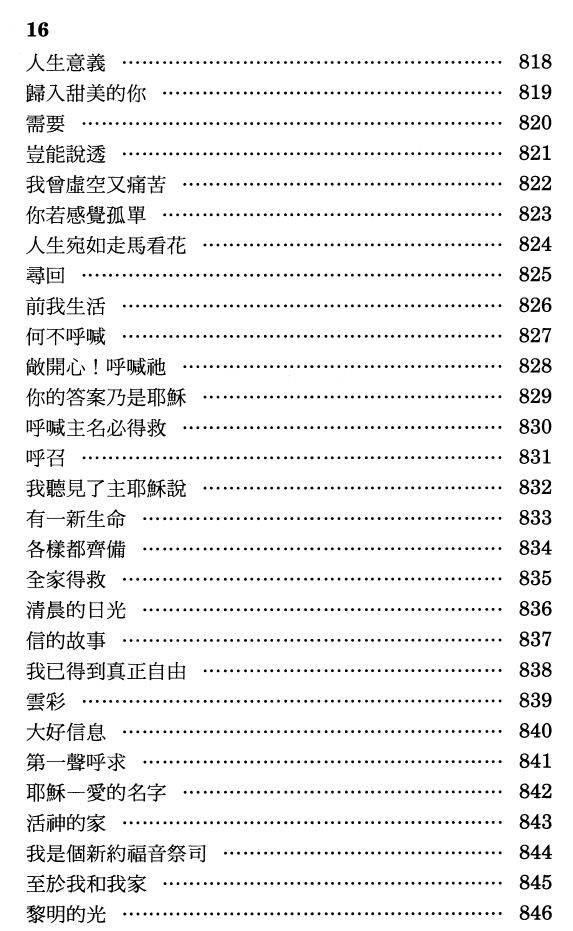 16
人生意義 ⋯⋯⋯⋯⋯⋯⋯⋯⋯⋯⋯⋯⋯⋯⋯ 818
歸入甜美的你 ⋯⋯⋯⋯⋯⋯⋯⋯⋯⋯⋯⋯⋯ 819
需要 ⋯⋯⋯⋯⋯⋯⋯⋯⋯⋯⋯⋯⋯⋯⋯⋯⋯ 820
豈能說透 ⋯⋯⋯⋯⋯⋯⋯⋯⋯⋯⋯⋯⋯⋯⋯ 821
我曾虛空又痛苦 ⋯⋯⋯⋯⋯⋯⋯⋯⋯⋯⋯⋯ 822
你若感覺孤單 ⋯⋯⋯⋯⋯⋯⋯⋯⋯⋯⋯⋯⋯ 823
人生宛如走馬看花 ⋯⋯⋯⋯⋯⋯⋯⋯⋯⋯⋯ 824
尋回 ⋯⋯⋯⋯⋯⋯⋯⋯⋯⋯⋯⋯⋯⋯⋯⋯⋯ 825
前我生活 ⋯⋯⋯⋯⋯⋯⋯⋯⋯⋯⋯⋯⋯⋯⋯ 826
何不呼喊 ⋯⋯⋯⋯⋯⋯⋯⋯⋯⋯⋯⋯⋯⋯⋯ 827
敞開心！呼喊祂 ⋯⋯⋯⋯⋯⋯⋯⋯⋯⋯⋯⋯ 828
你的答案乃是耶穌 ⋯⋯⋯⋯⋯⋯⋯⋯⋯⋯⋯ 829
呼喊主名必得救 ⋯⋯⋯⋯⋯⋯⋯⋯⋯⋯⋯⋯ 830
呼召 ⋯⋯⋯⋯⋯⋯⋯⋯⋯⋯⋯⋯⋯⋯⋯⋯⋯ 831
我聽見了主耶穌說 ⋯⋯⋯⋯⋯⋯⋯⋯⋯⋯⋯ 832
有一新生命 ⋯⋯⋯⋯⋯⋯⋯⋯⋯⋯⋯⋯⋯⋯ 833
各樣都齊備 ⋯⋯⋯⋯⋯⋯⋯⋯⋯⋯⋯⋯⋯⋯ 834
全家得救 ⋯⋯⋯⋯⋯⋯⋯⋯⋯⋯⋯⋯⋯⋯⋯ 835
清晨的日光 ⋯⋯⋯⋯⋯⋯⋯⋯⋯⋯⋯⋯⋯⋯ 836
信的故事 ⋯⋯⋯⋯⋯⋯⋯⋯⋯⋯⋯⋯⋯⋯⋯ 837
我已得到真正自由 ⋯⋯⋯⋯⋯⋯⋯⋯⋯⋯⋯ 838
雲彩 ⋯⋯⋯⋯⋯⋯⋯⋯⋯⋯⋯⋯⋯⋯⋯⋯⋯ 839
大好信息 ⋯⋯⋯⋯⋯⋯⋯⋯⋯⋯⋯⋯⋯⋯⋯ 840
第一聲呼求 ⋯⋯⋯⋯⋯⋯⋯⋯⋯⋯⋯⋯⋯⋯ 841
耶穌—愛的名字 ⋯⋯⋯⋯⋯⋯⋯⋯⋯⋯⋯⋯ 842
活神的家 ⋯⋯⋯⋯⋯⋯⋯⋯⋯⋯⋯⋯⋯⋯⋯ 843
我是個新約福音祭司 ⋯⋯⋯⋯⋯⋯⋯⋯⋯⋯ 844
至於我和我家 ⋯⋯⋯⋯⋯⋯⋯⋯⋯⋯⋯⋯⋯ 845
黎明的光 ⋯⋯⋯⋯⋯⋯⋯⋯⋯⋯⋯⋯⋯⋯⋯ 846